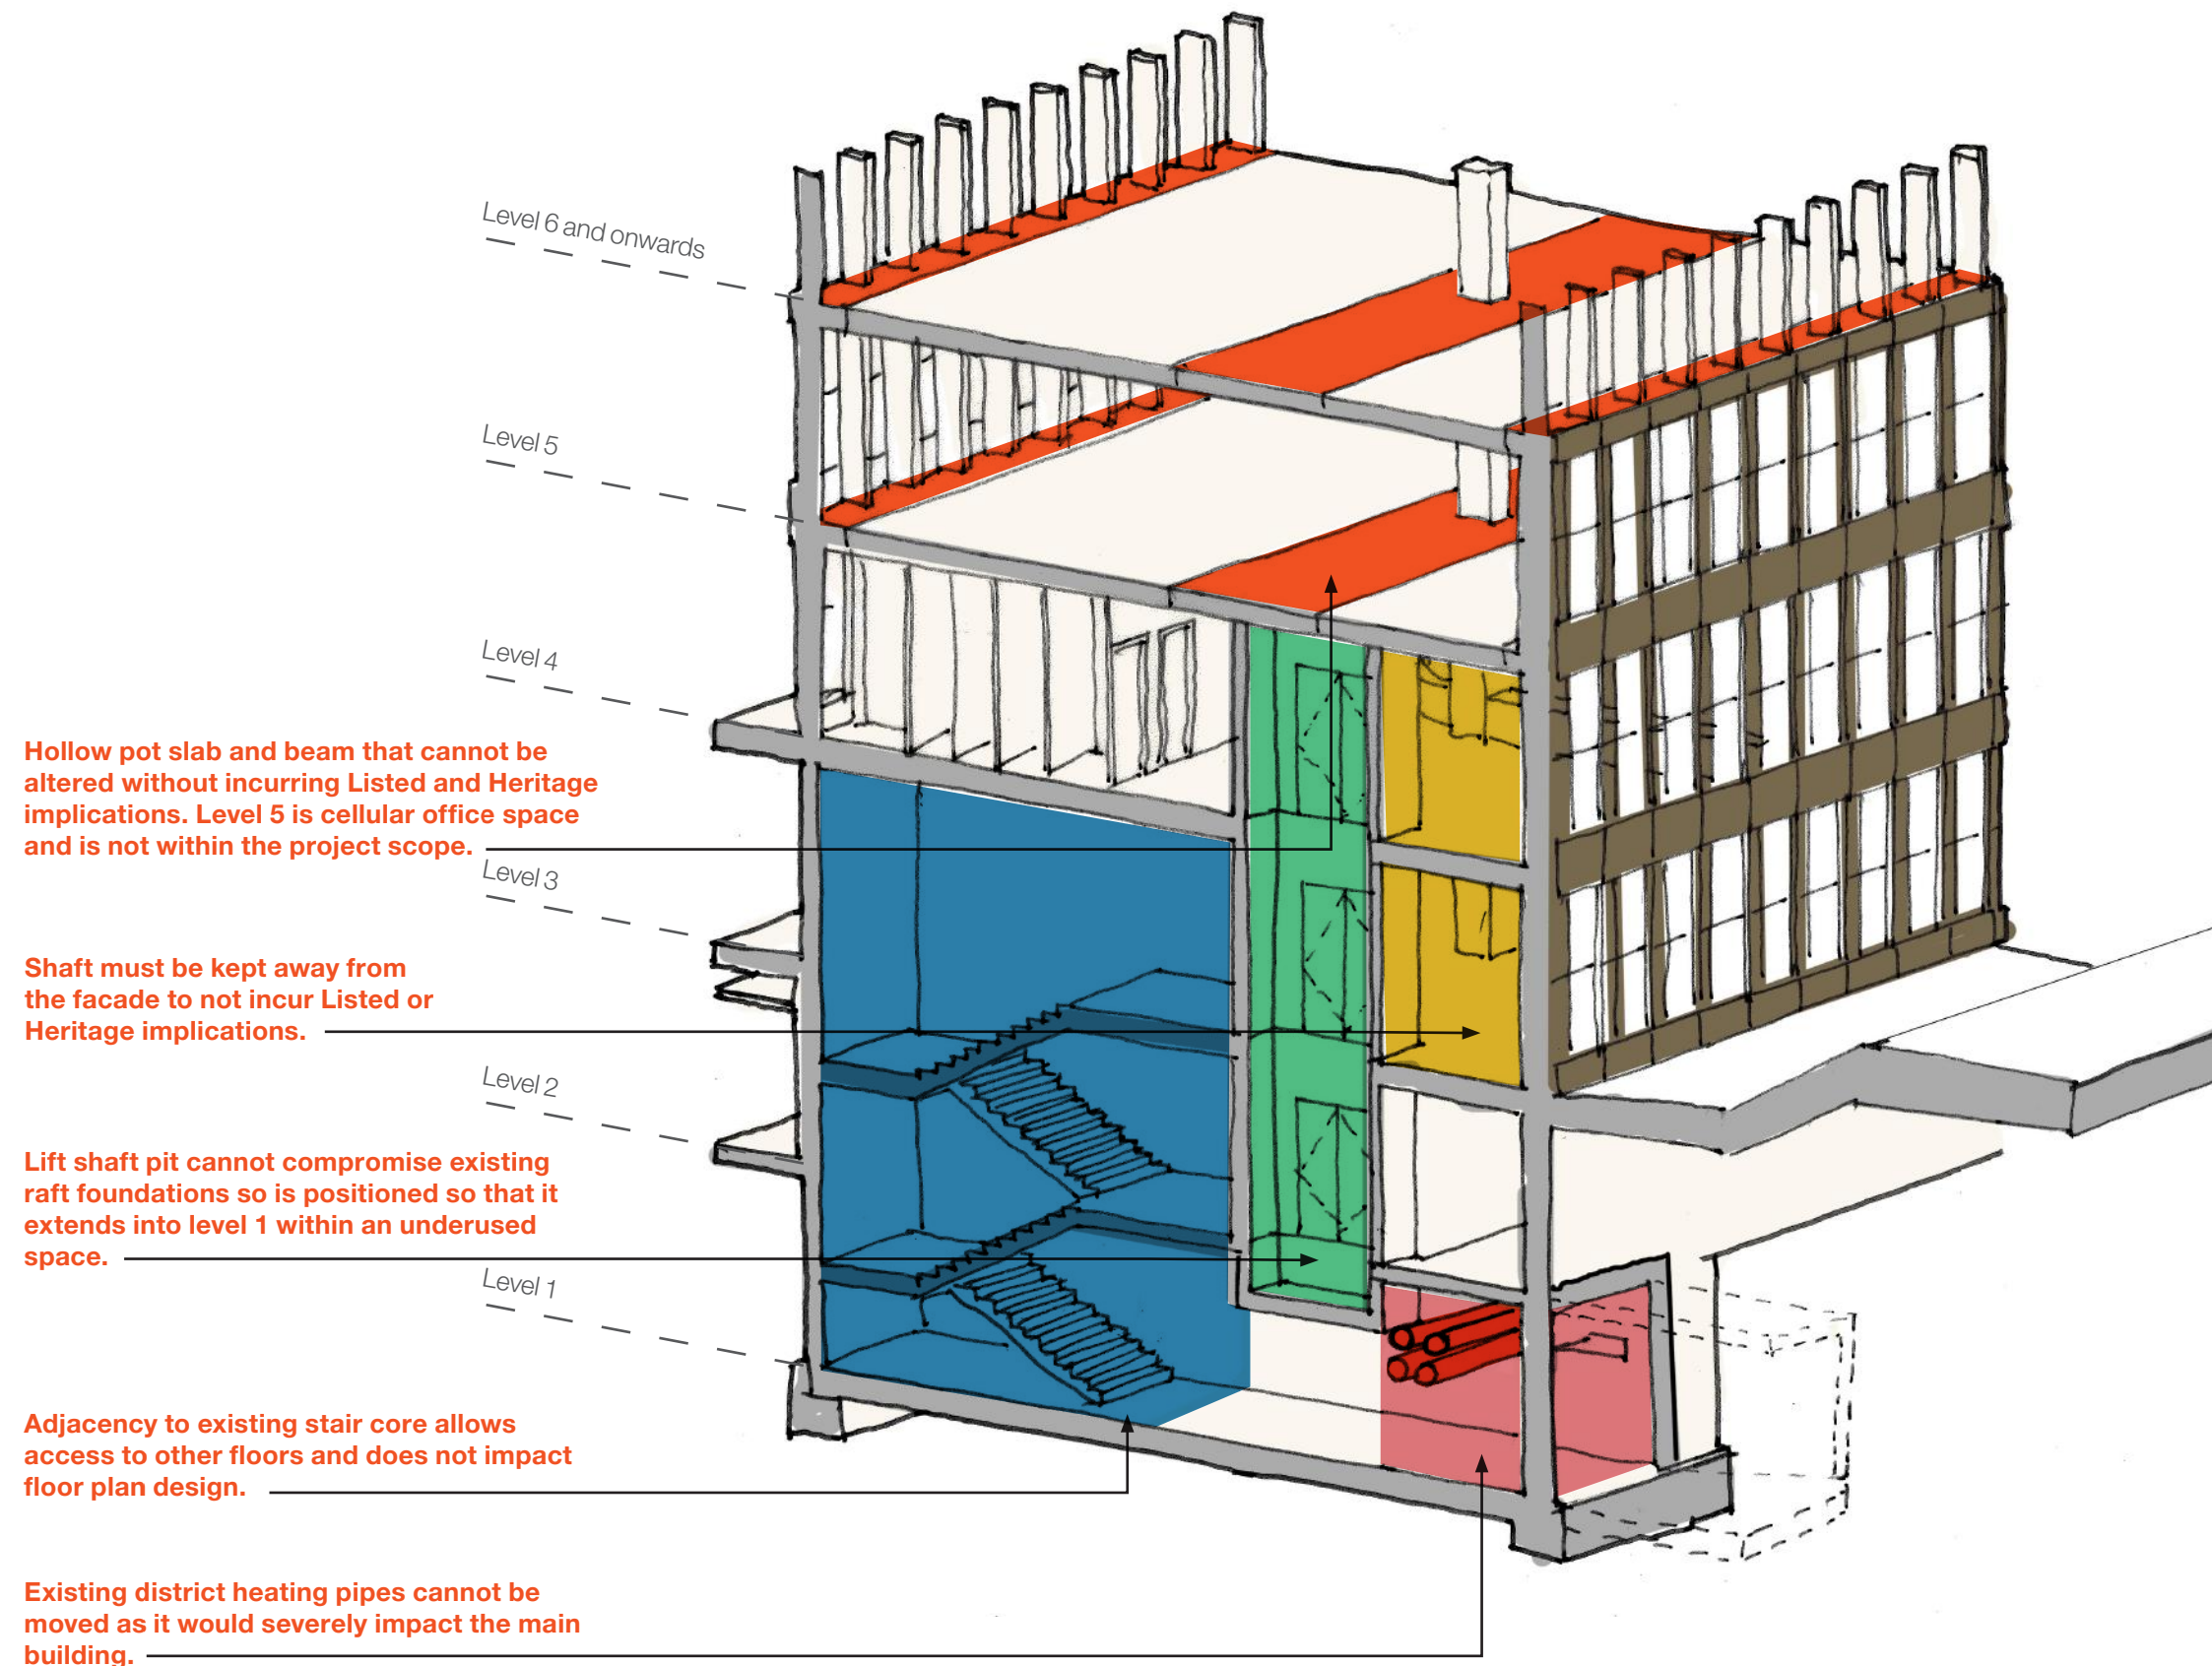 Level 6 and onwards
Level 5
Level 4
Hollow pot slab and beam that cannot be
altered without incurring Listed and Heritage
implications. Level 5 is cellular office space
and is not within the project scope.
Level 3
Shaft must be kept away from
the facade to not incur Listed or
Heritage implications.
Level 2
Lift shaft pit cannot compromise existing
raft foundations so is positioned so that it
extends into level 1 within an underused
space.
Level 1
Adjacency to existing stair core allows
access to other floors and does not impact
floor plan design.
Existing district heating pipes cannot be
moved as it would severely impact the main
building.